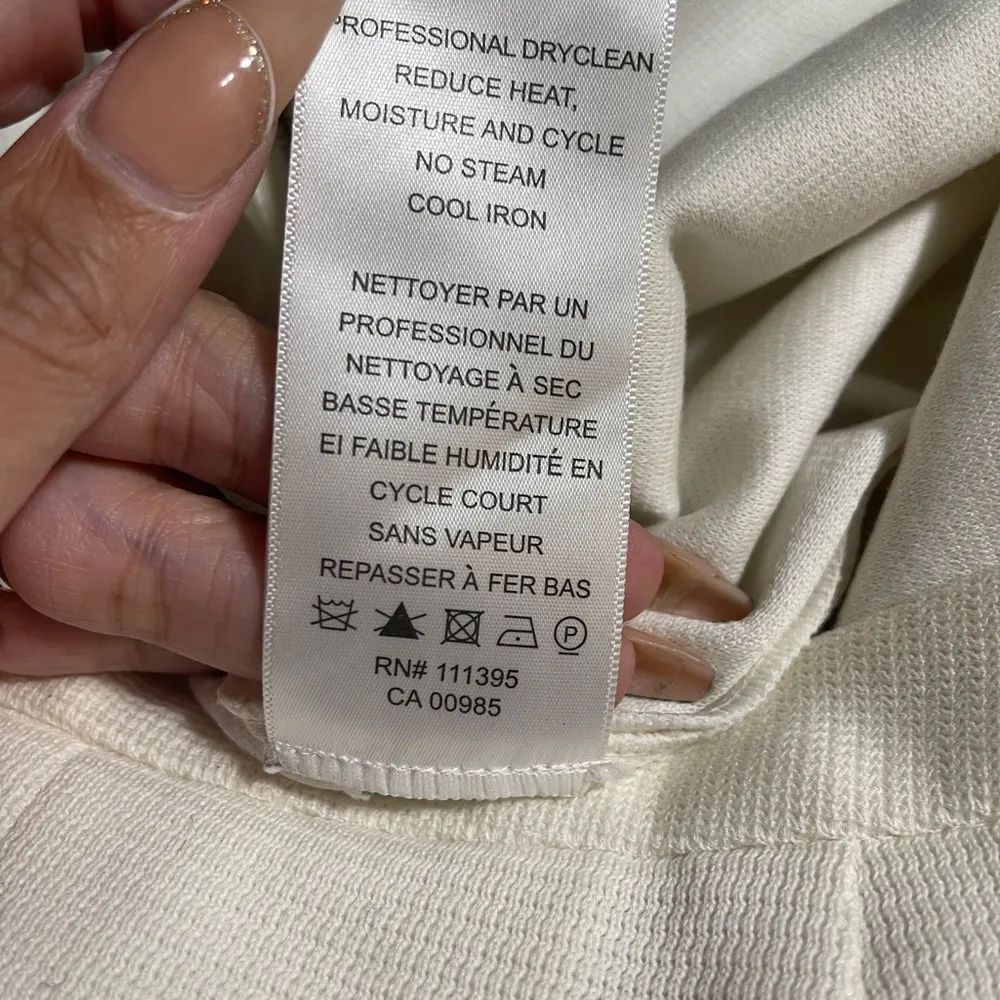 PROFESSIONAL DRYCLEAN
REDUCE HEAT,
MOISTURE AND CYCLE
NO STEAM
COOL IRON
NETTOYER PAR UN
PROFESSIONNEL DU
NETTOYAGE À SEC
BASSE TEMPÉRATURE
EI FAIBLE HUMIDITÉ EN
CYCLE COURT
SANS VAPEUR
REPASSER À FER BAS
P
RN# 111395
CA 00985